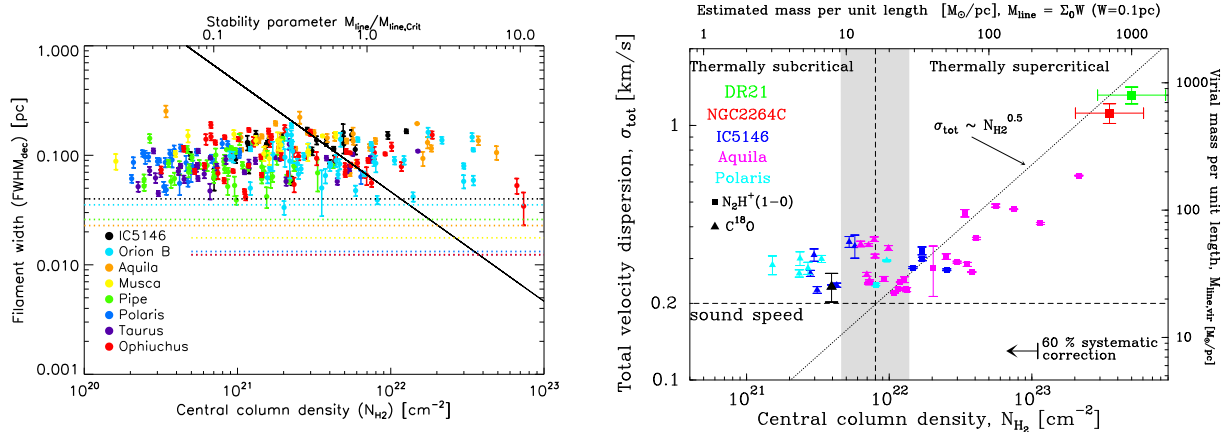 Stability parameter M_line/M_line,Crit
0.1 1.0 10.0
Filament width (FWHM_dec.) [pc]
1.000
0.100
0.010
0.001
IC5146
Orion B
Aquila
Musca
Pipe
Polaris
Taurus
Ophiuchus
10^20 10^21 10^22 10^23
Central column density (N_H2) [cm^-2]
Estimated mass per unit length [M_⊙/pc], M_line = Σ_0 W (W=0.1pc)
1 10 100 1000
Total velocity dispersion, σ_tot [km/s]
1
0.2
0.1
Thermally subcritical
Thermally supercritical
DR21
NGC2264C
IC5146
Aquila
Polaris
N_2H^+(1-0)
C^18O
σ_tot ~ N_H2^0.5
sound speed
60 % systematic
correction
1000
100
10
Virial mass per unit length, M_line,vir [M_⊙/pc]
10^21 10^22 10^23
Central column density, N_H2 [cm^-2]